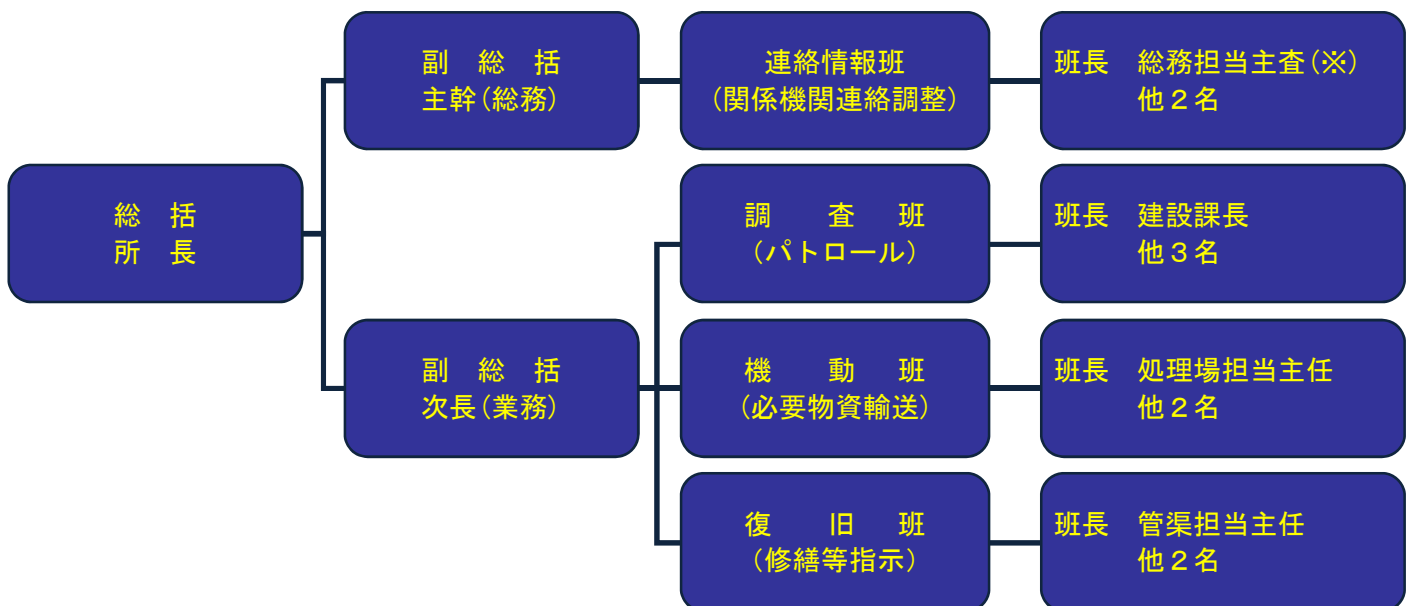 総　括
所　長
副　総　括
主幹(総務)
連絡情報班
(関係機関連絡調整)
班長　総務担当主査(※)
他２名
副　総　括
次長(業務)
調　査　班
(パトロール)
班長　建設課長
他３名
機　動　班
(必要物資輸送)
班長　処理場担当主任
他２名
復　旧　班
(修繕等指示)
班長　管渠担当主任
他２名